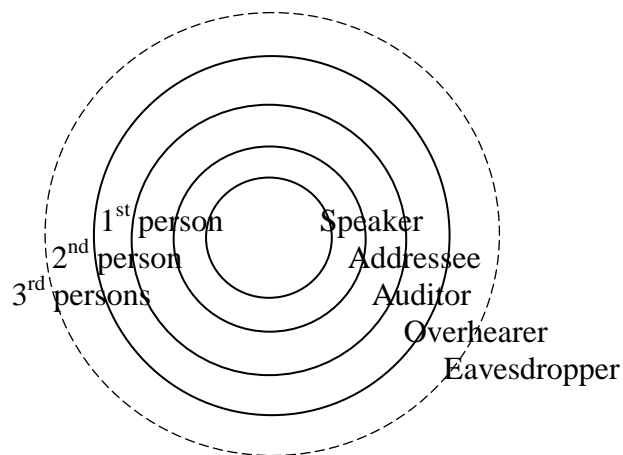 1st person Speaker
2nd person Addressee
3rd persons Auditor
Overhearer
Eavesdropper